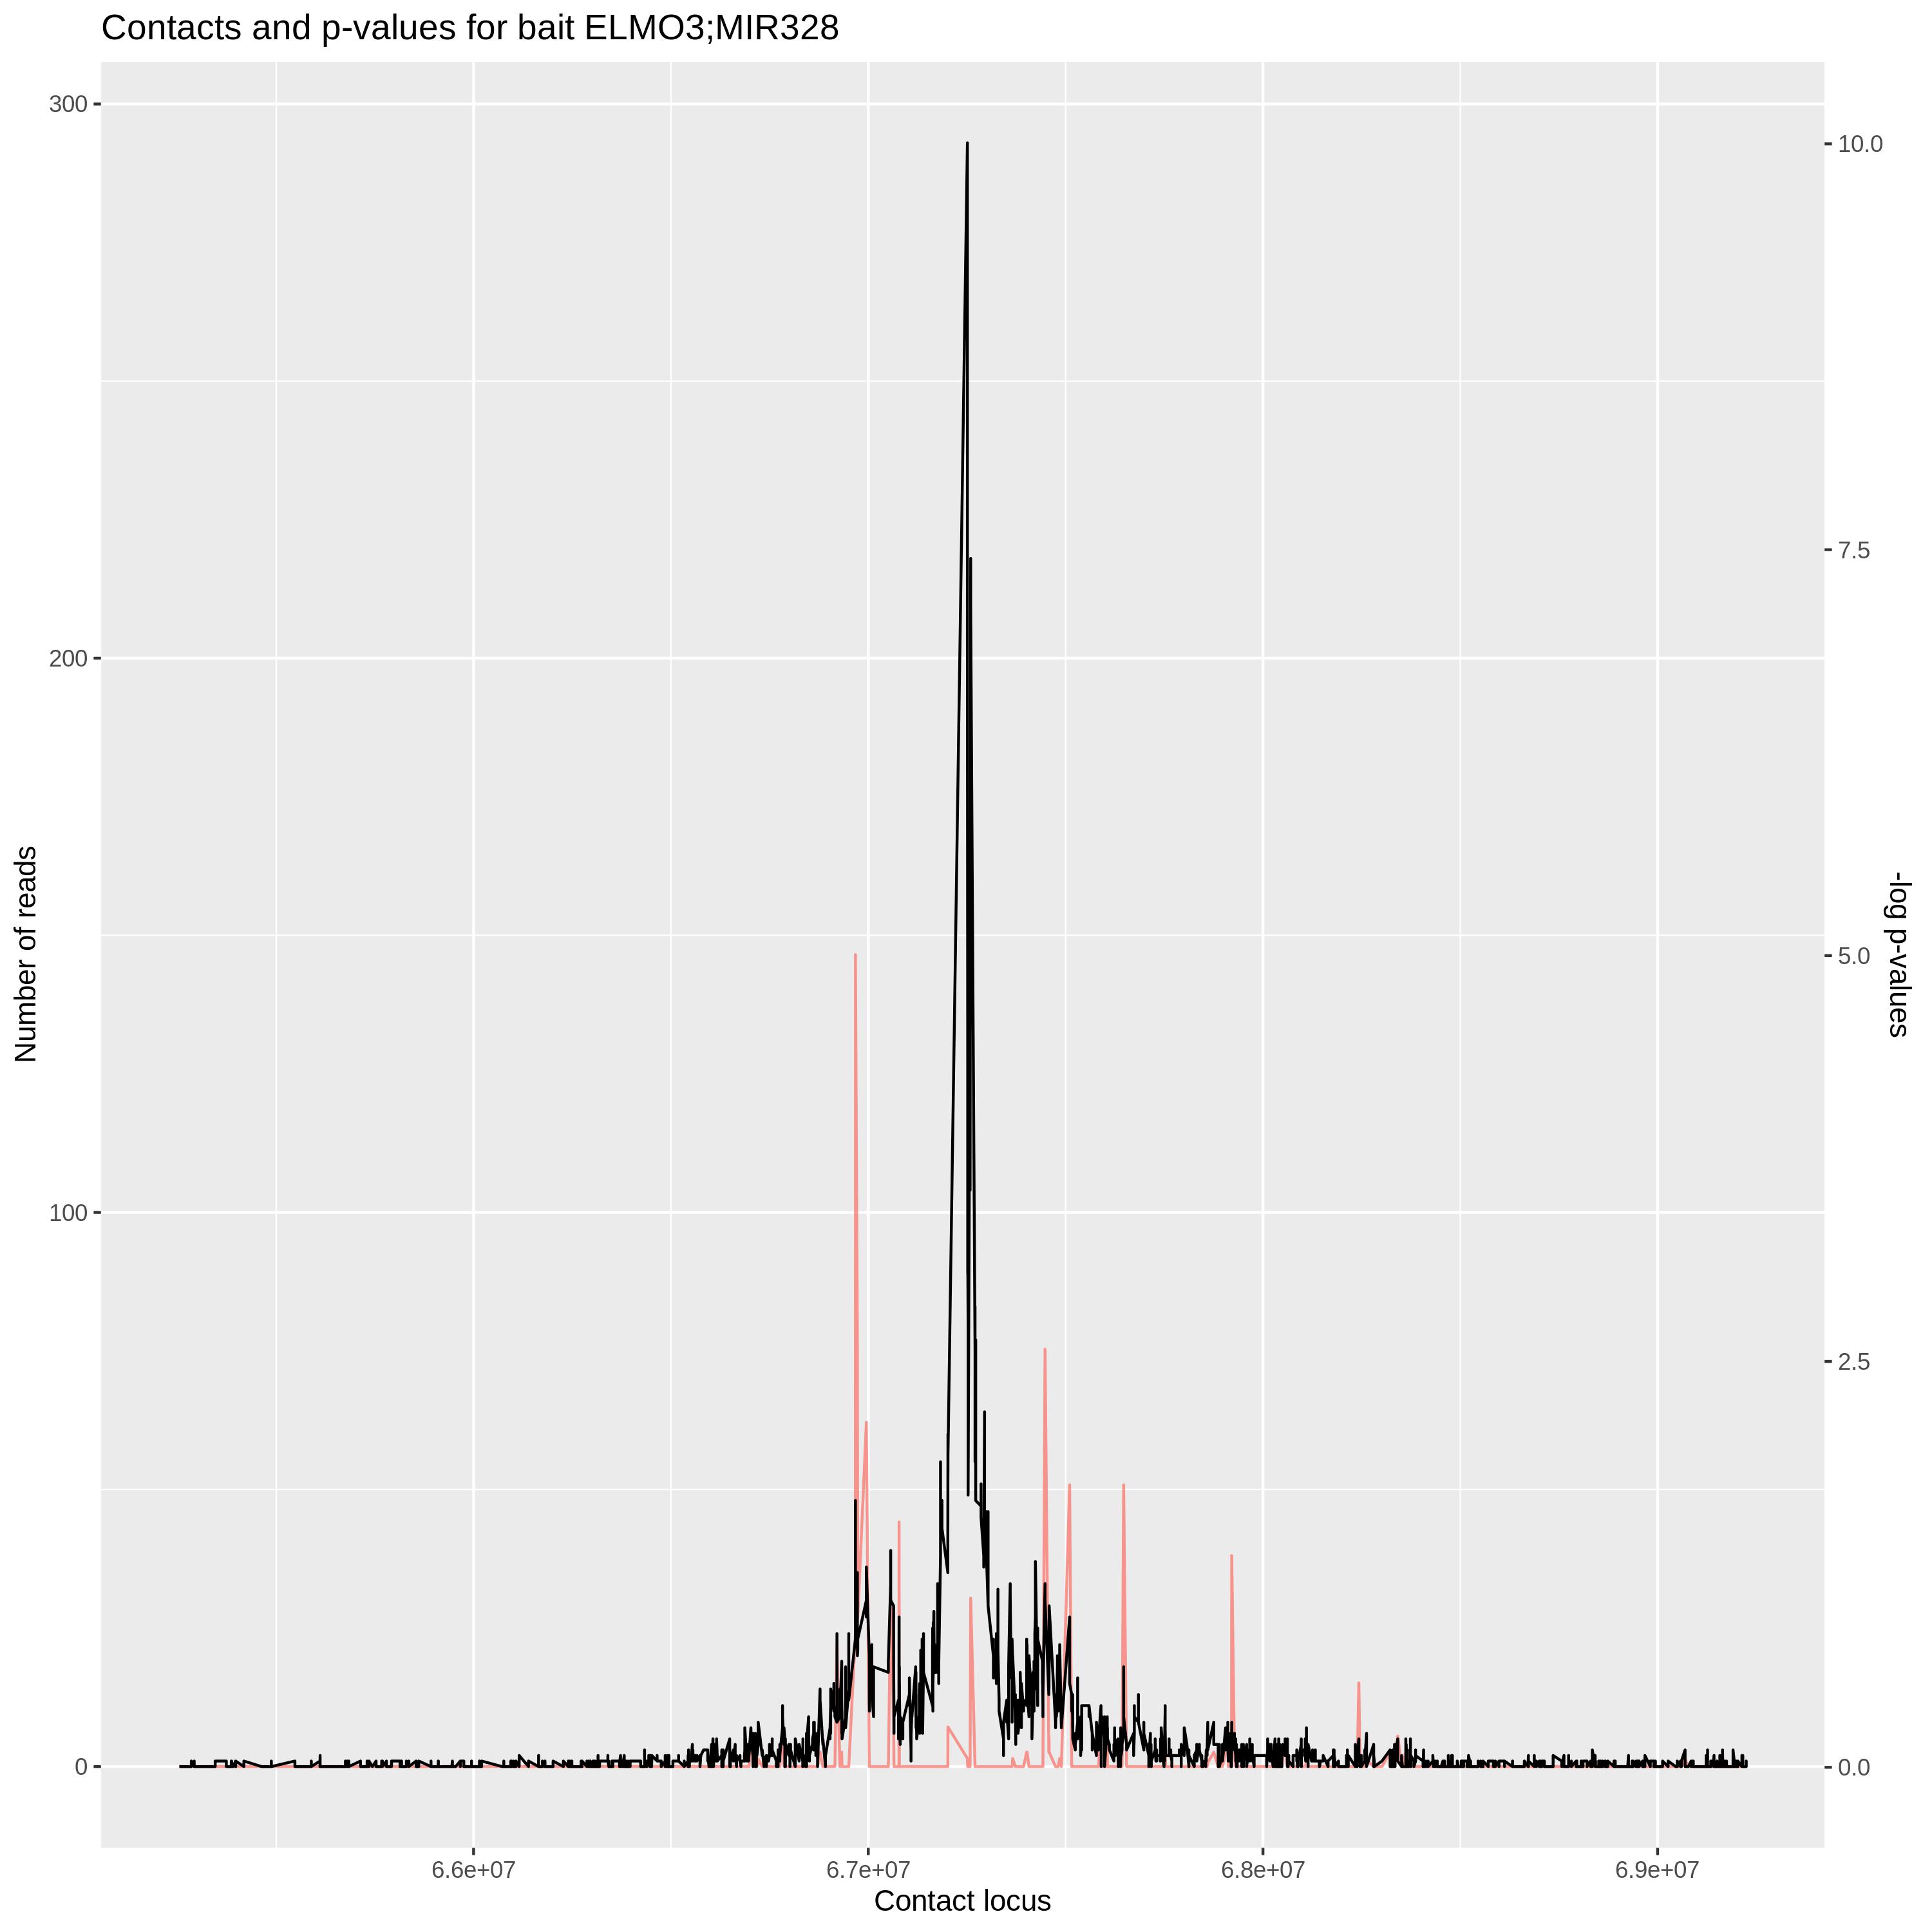 Contacts and p-values for bait ELMO3;MIR328
300
200
100
0
Number of reads
10.0
7.5
5.0
2.5
0.0
-log p-values
6.6e+07
6.7e+07
6.8e+07
6.9e+07
Contact locus